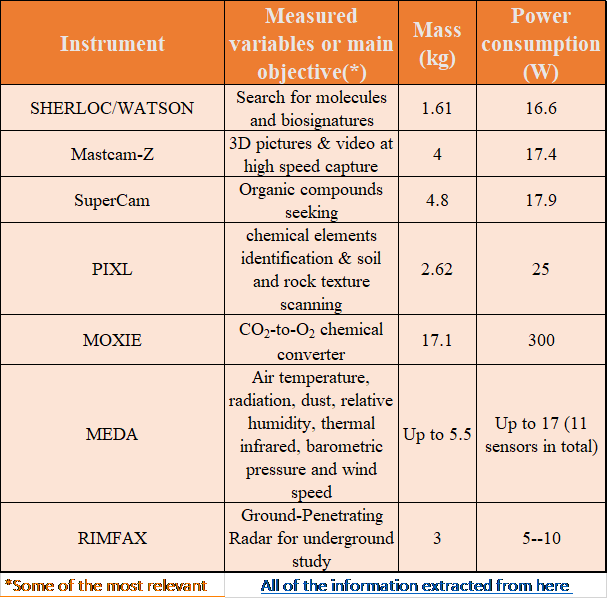 Instrument
Measured
variables or main
objective(*)
Mass
(kg)
Power
consumption
(W)
SHERLOC/WATSON
Search for molecules
and biosignatures
1.61
16.6
Mastcam-Z
3D pictures & video at
high speed capture
4
17.4
SuperCam
Organic compounds
seeking
4.8
17.9
PIXL
chemical elements
identification & soil
and rock texture
scanning
2.62
25
MOXIE
CO₂-to-O₂ chemical
converter
17.1
300
MEDA
Air temperature,
radiation, dust, relative
humidity, thermal
infrared, barometric
pressure and wind
speed
Up to 5.5
Up to 17 (11
sensors in total)
RIMFAX
Ground-Penetrating
Radar for underground
study
3
5--10
*Some of the most relevant
All of the information extracted from here